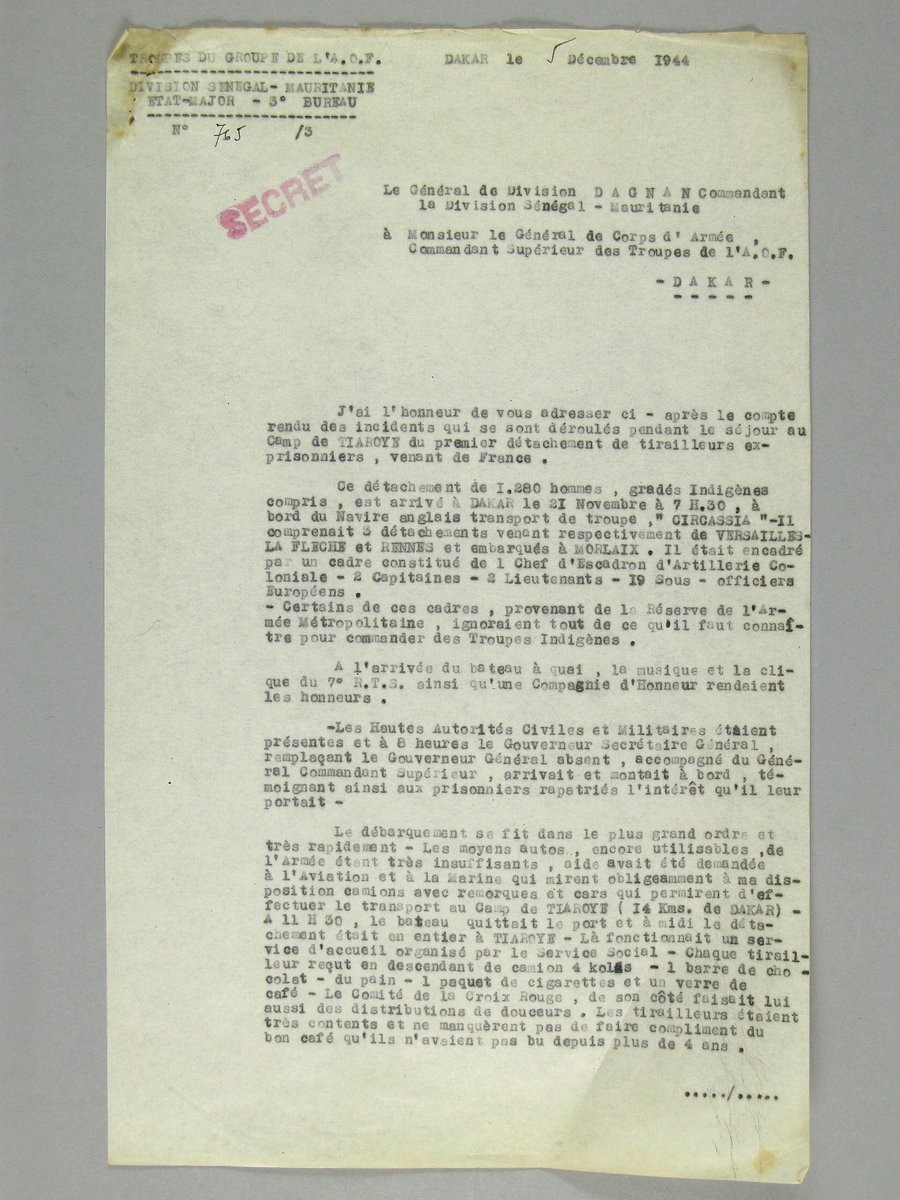 TROUPES DU GROUPE DE L'A.O.F.
DAKAR le 5 Décembre 1944
DIVISION SENEGAL- MAURITANIE
ETAT-MAJOR - 3° BUREAU
N° 765 /3
SECRET
Le Général de Division D A G N A N Commandant
la Division Sénégal - Mauritanie
à Monsieur le Général de Corps d' Armée ,
Commandant Supérieur des Troupes de l'A.O.F.
- D A K A R -
J'ai l'honneur de vous adresser ci - après le compte
rendu des incidents qui se sont déroulés pendant le séjour au
Camp de TIAROYE du premier détachement de tirailleurs ex-
prisonniers , venant de France .
Ce détachement de I.280 hommes , gradés Indigènes
compris , est arrivé à DAKAR le 2I Novembre à 7 H.30 , à
bord du Navire anglais transport de troupe ," CIRCASSIA "-Il
comprenait 3 détachements venant respectivement de VERSAILLES-
LA FLECHE et RENNES et embarqués à MORLAIX . Il était encadré
par un cadre constitué de 1 Chef d'Escadron d'Artillerie Co-
loniale - 2 Capitaines - 2 Lieutenants - I9 Sous - officiers
Européens .
- Certains de ces cadres , provenant de la Réserve de l'Ar-
mée Métropolitaine , ignoraient tout de ce qu'il faut connaî-
tre pour commander des Troupes Indigènes .
A l'arrivée du bateau à quai , la musique et la cli-
que du 7° R.T.S. ainsi qu'une Compagnie d'Honneur rendaient
les honneurs .
-Les Hautes Autorités Civiles et Militaires étaient
présentes et à 8 heures le Gouverneur Secrétaire Général ,
remplaçant le Gouverneur Général absent , accompagné du Géné-
ral Commandant Supérieur , arrivait et montait à bord , té-
moignant ainsi aux prisonniers rapatriés l'intérêt qu'il leur
portait -
Le débarquement se fit dans le plus grand ordre et
très rapidement - Les moyens autos , encore utilisables ,de
l'Armée étant très insuffisants , aide avait été demandée
à l'Aviation et à la Marine qui mirent obligeamment à ma dis-
position camions avec remorques et cars qui permirent d'ef-
fectuer le transport au Camp de TIAROYE ( I4 Kms. de DAKAR) -
A 11 H 30 , le bateau quittait le port et à midi le déta-
chement était en entier à TIAROYE - Là fonctionnait un ser-
vice d'accueil organisé par le Service Social - Chaque tirail-
leur reçut en descendant de camion 4 kolas - 1 barre de cho -
colat - du pain - 1 paquet de cigarettes et un verre de
café - Le Comité de la Croix Rouge , de son côté faisait lui
aussi des distributions de douceurs . Les tirailleurs étaient
très contents et ne manquèrent pas de faire compliment du
bon café qu'ils n'avaient pas bu depuis plus de 4 ans .
...../.....